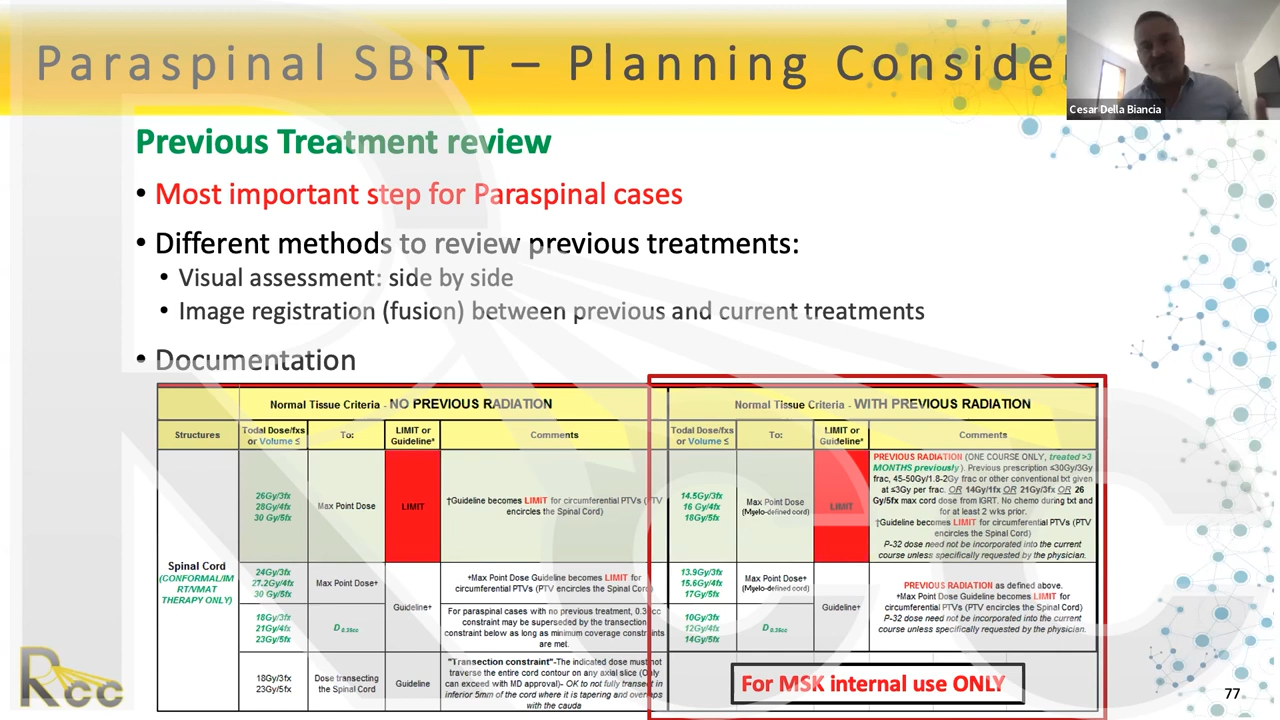 Paraspinal SBRT – Planning Consider
Cesar Della Biancia
Previous Treatment review
• Most important step for Paraspinal cases
• Different methods to review previous treatments:
• Visual assessment: side by side
• Image registration (fusion) between previous and current treatments
• Documentation
Normal Tissue Criteria - NO PREVIOUS RADIATION
Normal Tissue Criteria - WITH PREVIOUS RADIATION
Structures
Todal Dose/fxs
or Volume ≤
To:
LIMIT or
Guideline*
Comments
Todal Dose/fxs
or Volume ≤
To:
LIMIT or
Guideline*
Comments
Spinal Cord
(CONFORMAL/IM
RT/VMAT
THERAPY ONLY)
26Gy/3fx
28Gy/4fx
30 Gy/5fx
Max Point Dose
LIMIT
†Guideline becomes LIMIT for circumferential PTVs (PTV
encircles the Spinal Cord)
14.5Gy/3fx
16 Gy/4fx
18Gy/5fx
Max Point Dose
(Myelo-defined cord)
LIMIT
PREVIOUS RADIATION (ONE COURSE ONLY, treated >3
MONTHS previously). Previous prescription ≤30Gy/3Gy
frac, 45-50Gy/1.8-2Gy frac or other conventional txt given
at ≤3Gy per frac. OR 14Gy/1fx OR 21Gy/3fx OR 26
Gy/5fx max cord dose from IGRT. No chemo during txt and
for at least 2 wks prior.
†Guideline becomes LIMIT for circumferential PTVs (PTV
encircles the Spinal Cord)
P-32 dose need not be incorporated into the current
course unless specifically requested by the physician.
24Gy/3fx
27.2Gy/4fx
30 Gy/5fx
Max Point Dose+
Guideline+
+Max Point Dose Guideline becomes LIMIT for
circumferential PTVs (PTV encircles the Spinal Cord)
13.9Gy/3fx
15.6Gy/4fx
17Gy/5fx
Max Point Dose+
(Myelo-defined cord)
Guideline+
PREVIOUS RADIATION as defined above.
+Max Point Dose Guideline becomes LIMIT for
circumferential PTVs (PTV encircles the Spinal Cord)
P-32 dose need not be incorporated into the current
course unless specifically requested by the physician.
18Gy/3fx
21Gy/4fx
23Gy/5fx
D0.35cc
For paraspinal cases with no previous treatment, 0.35cc
constraint may be superseded by the transection
constraint below as long as minimum coverage constraints
are met.
10Gy/3fx
12Gy/4fx
14Gy/5fx
D0.35cc
18Gy/3fx
23Gy/5fx
Dose transecting
the Spinal Cord
Guideline
"Transection constraint"-The indicated dose must not
traverse the entire cord contour on any axial slice (Only
can exceed with MD approval)- OK to not fully transect in
inferior 5mm of the cord where it is tapering and overlaps
with the cauda
For MSK internal use ONLY
Rcc
77